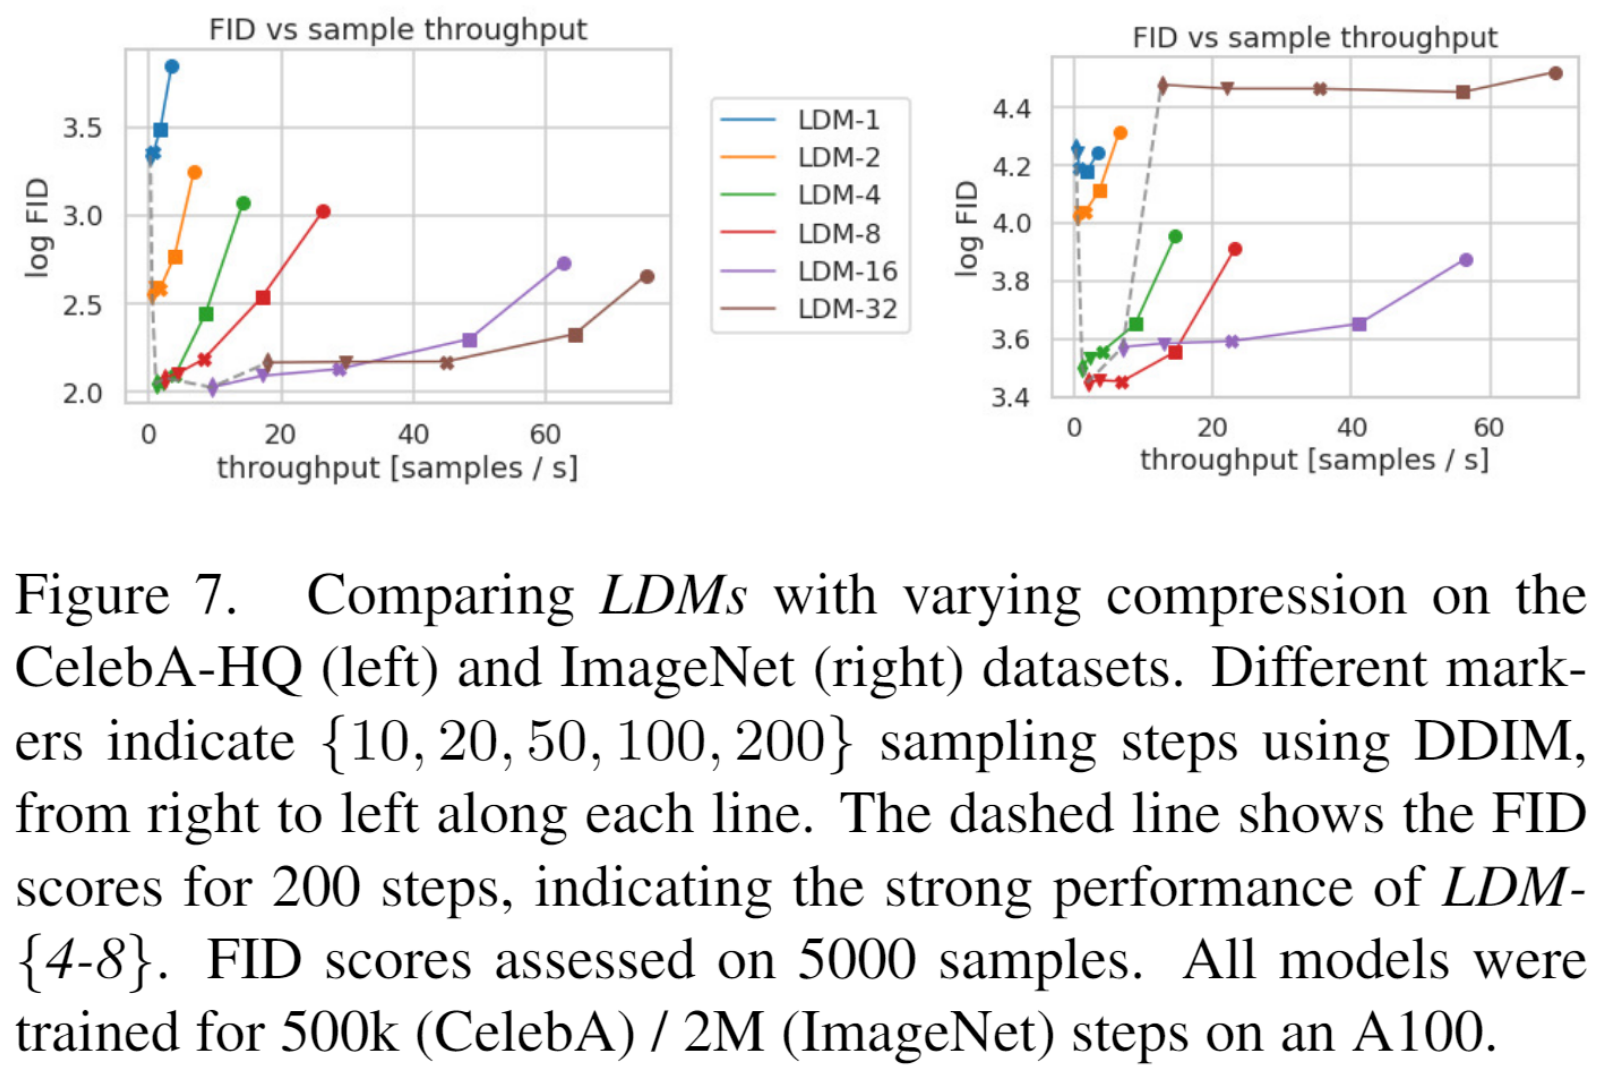 FID vs sample throughput
3.5
3.0
2.5
2.0
log FID
0 20 40 60
throughput [samples / s]
LDM-1
LDM-2
LDM-4
LDM-8
LDM-16
LDM-32
FID vs sample throughput
4.4
4.2
4.0
3.8
3.6
3.4
log FID
0 20 40 60
throughput [samples / s]
Figure 7. Comparing LDMs with varying compression on the
CelebA-HQ (left) and ImageNet (right) datasets. Different mark-
ers indicate {10, 20, 50, 100, 200} sampling steps using DDIM,
from right to left along each line. The dashed line shows the FID
scores for 200 steps, indicating the strong performance of LDM-
{4-8}. FID scores assessed on 5000 samples. All models were
trained for 500k (CelebA) / 2M (ImageNet) steps on an A100.